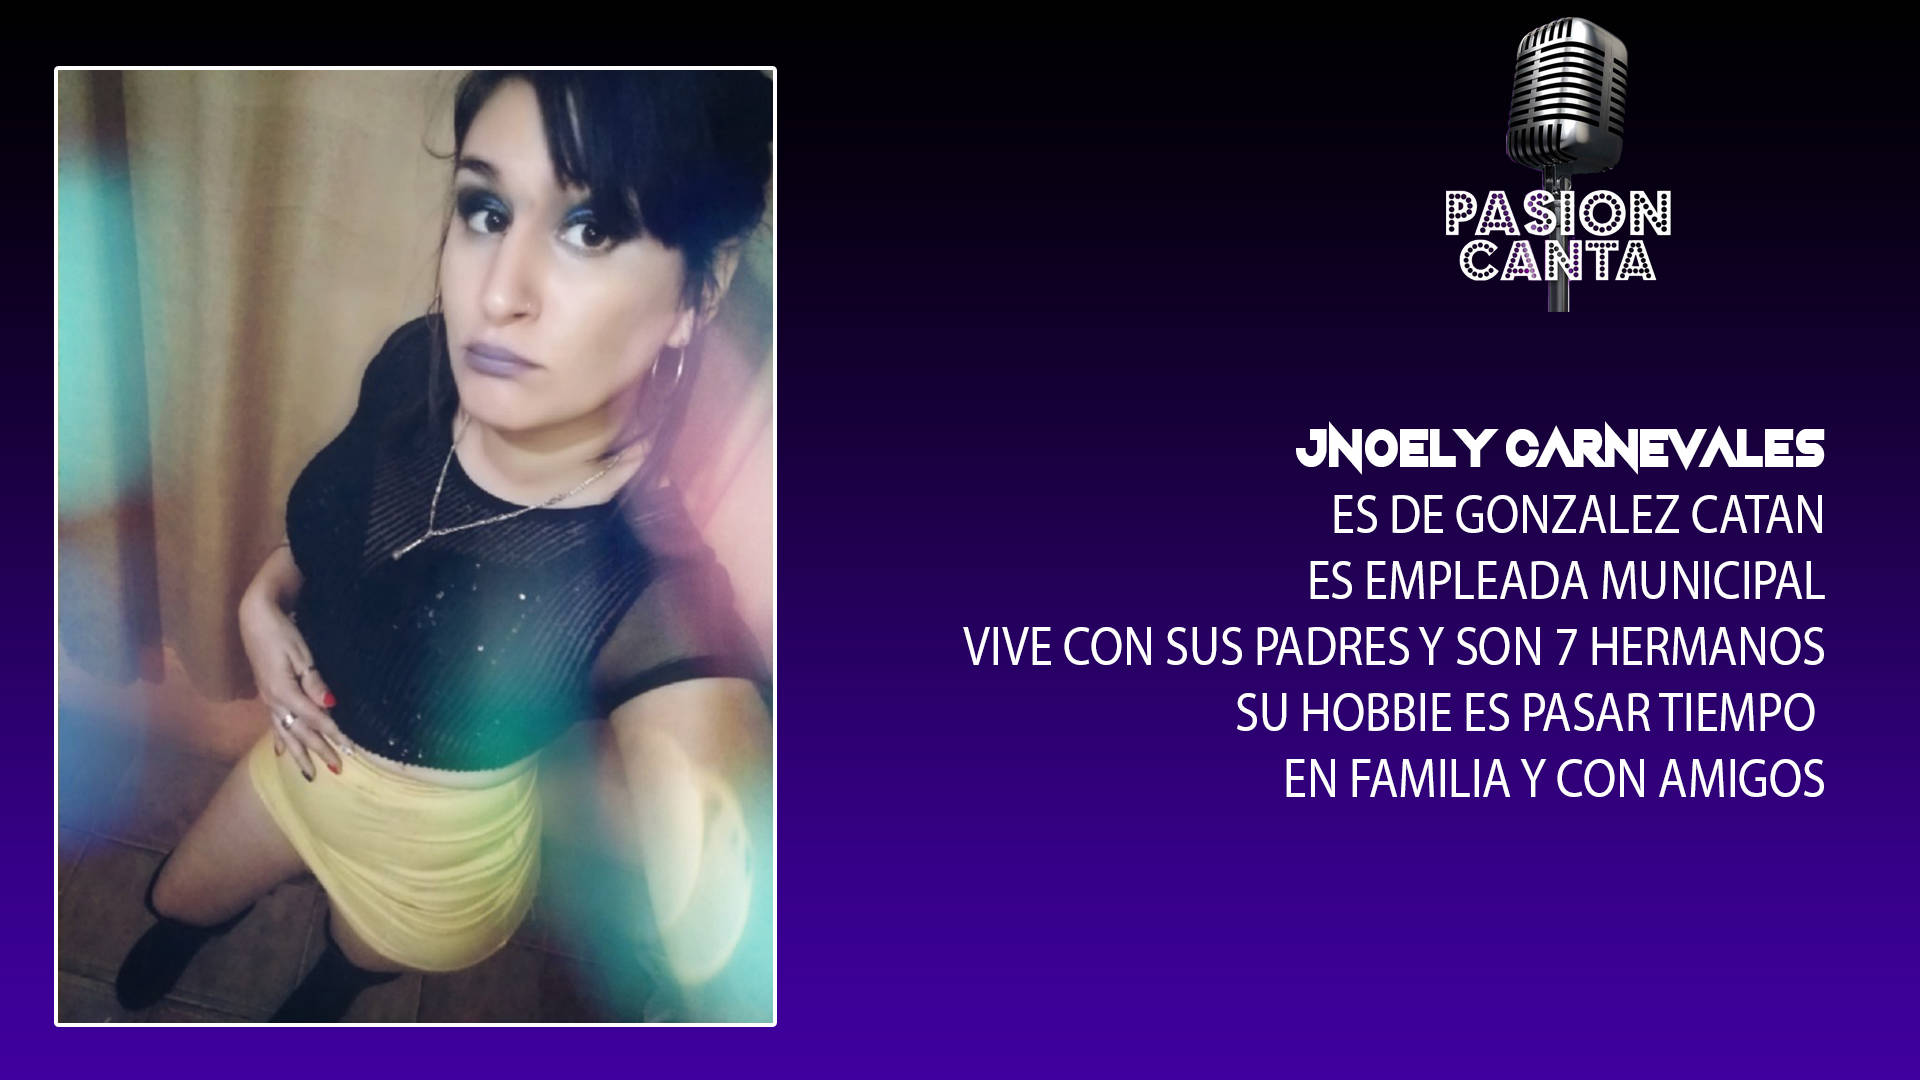 PASION
CANTA
JNOELY CARNEVALES
ES DE GONZALEZ CATAN
ES EMPLEADA MUNICIPAL
VIVE CON SUS PADRES Y SON 7 HERMANOS
SU HOBBIE ES PASAR TIEMPO
EN FAMILIA Y CON AMIGOS